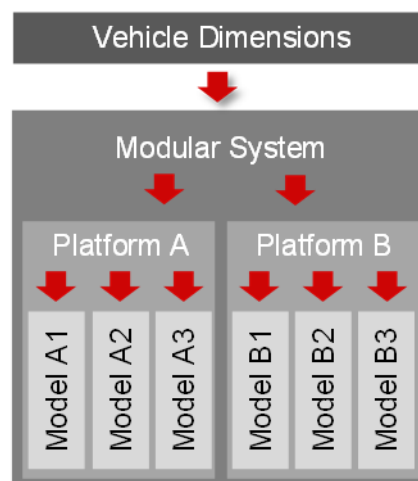 Vehicle Dimensions
Modular System
Platform A
Platform B
Model A1
Model A2
Model A3
Model B1
Model B2
Model B3